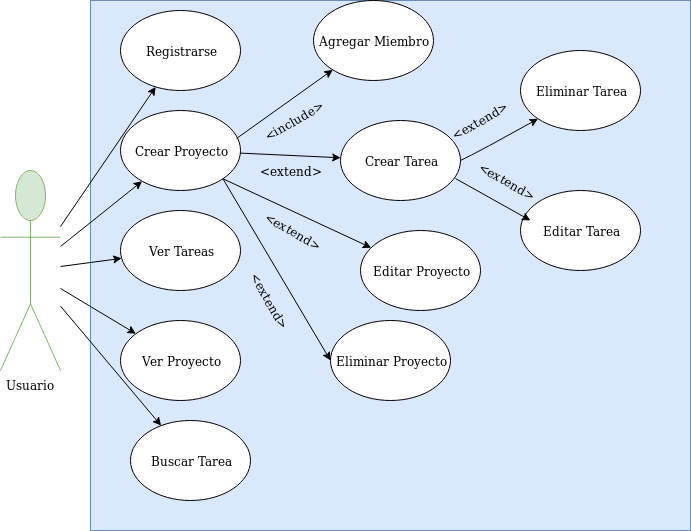 Registrarse
Agregar Miembro
Eliminar Tarea
<include>
<extend>
Crear Proyecto
Crear Tarea
<extend>
<extend>
Ver Tareas
<extend>
Editar Tarea
Editar Proyecto
<extend>
Ver Proyecto
Eliminar Proyecto
Usuario
Buscar Tarea